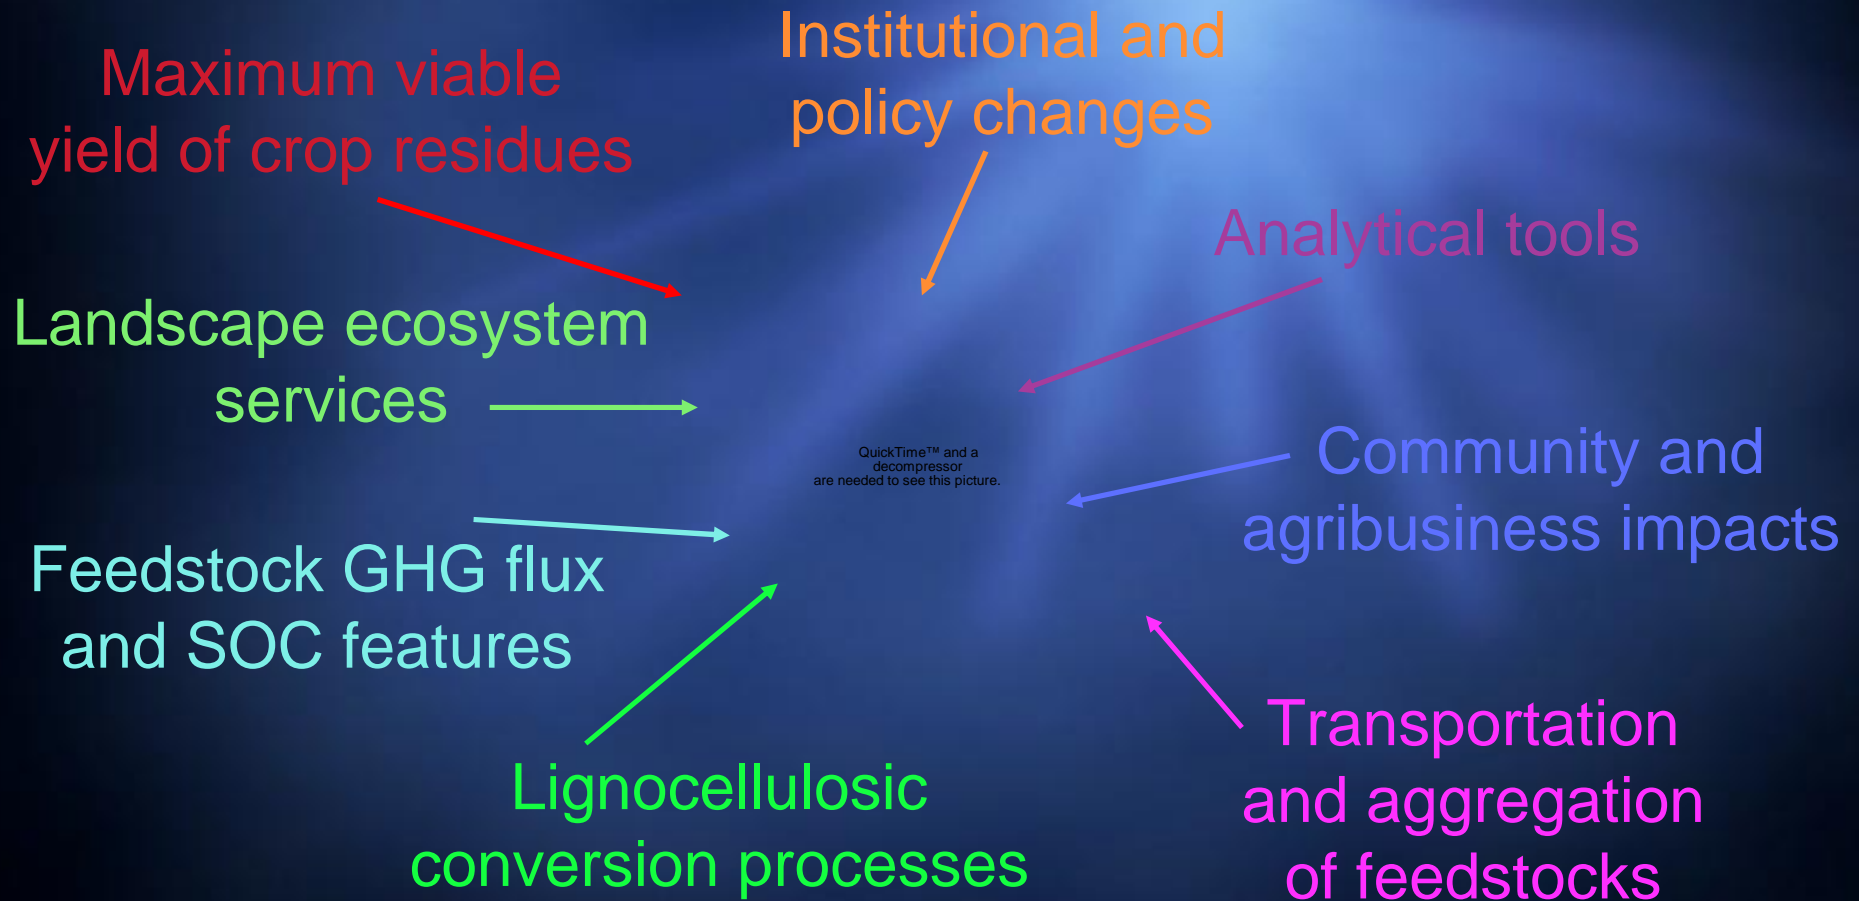 Maximum viable
yield of crop residues
Institutional and
policy changes
Analytical tools
Landscape ecosystem
services
QuickTime™ and a
decompressor
are needed to see this picture.
Community and
agribusiness impacts
Feedstock GHG flux
and SOC features
Lignocellulosic
conversion processes
Transportation
and aggregation
of feedstocks